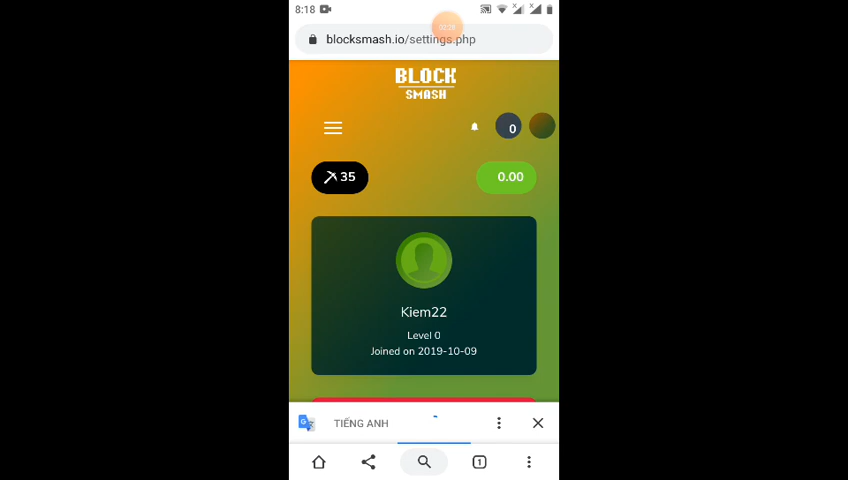 8:18
blocksmash.io/settings.php
BLOCK
SMASH
0
35
0.00
Kiem22
Level 0
Joined on 2019-10-09
TIẾNG ANH
1